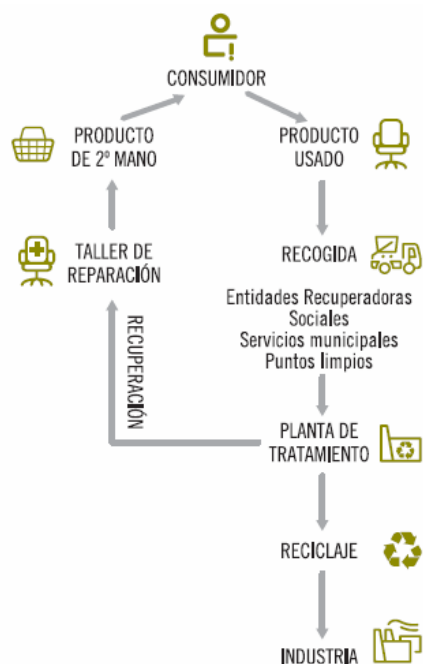 CONSUMIDOR
PRODUCTO
DE 2º MANO
PRODUCTO
USADO
TALLER DE
REPARACIÓN
RECOGIDA
Entidades Recuperadoras
Sociales
Servicios municipales
Puntos limpios
RECUPERACIÓN
PLANTA DE
TRATAMIENTO
RECICLAJE
INDUSTRIA